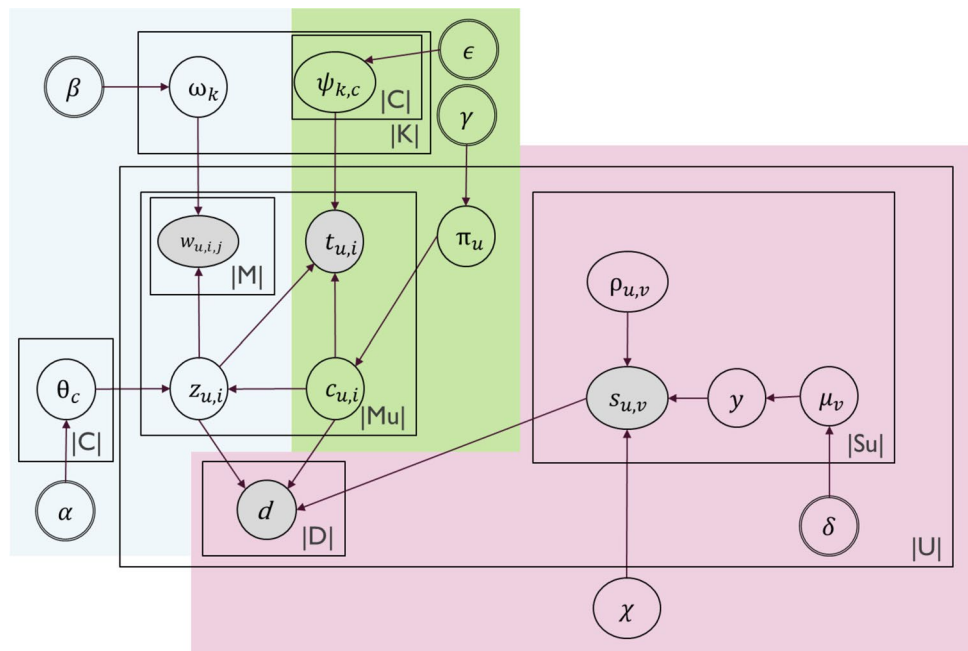 ϵ
β
ω_k
ψ_{k,c}
|C|
γ
|K|
w_{u,i,j}
t_{u,i}
π_u
|M|
ρ_{u,v}
θ_c
z_{u,i}
c_{u,i}
s_{u,v}
y
μ_v
|Mu|
|C|
|Su|
α
d
δ
|D|
|U|
χ